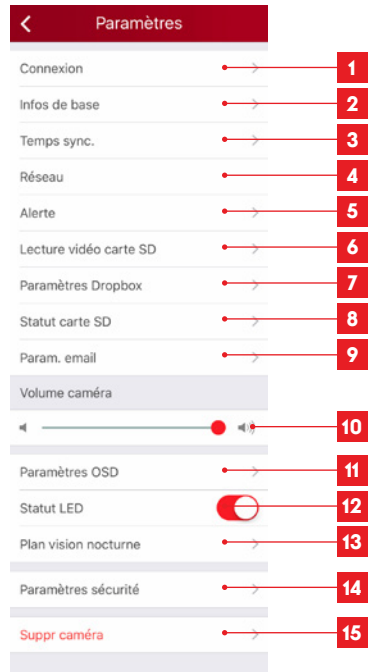 Paramètres
Connexion 1
Infos de base 2
Temps sync. 3
Réseau 4
Alerte 5
Lecture vidéo carte SD 6
Paramètres Dropbox 7
Statut carte SD 8
Param. email 9
Volume caméra
10
Paramètres OSD 11
Statut LED 12
Plan vision nocturne 13
Paramètres sécurité 14
Suppr caméra 15